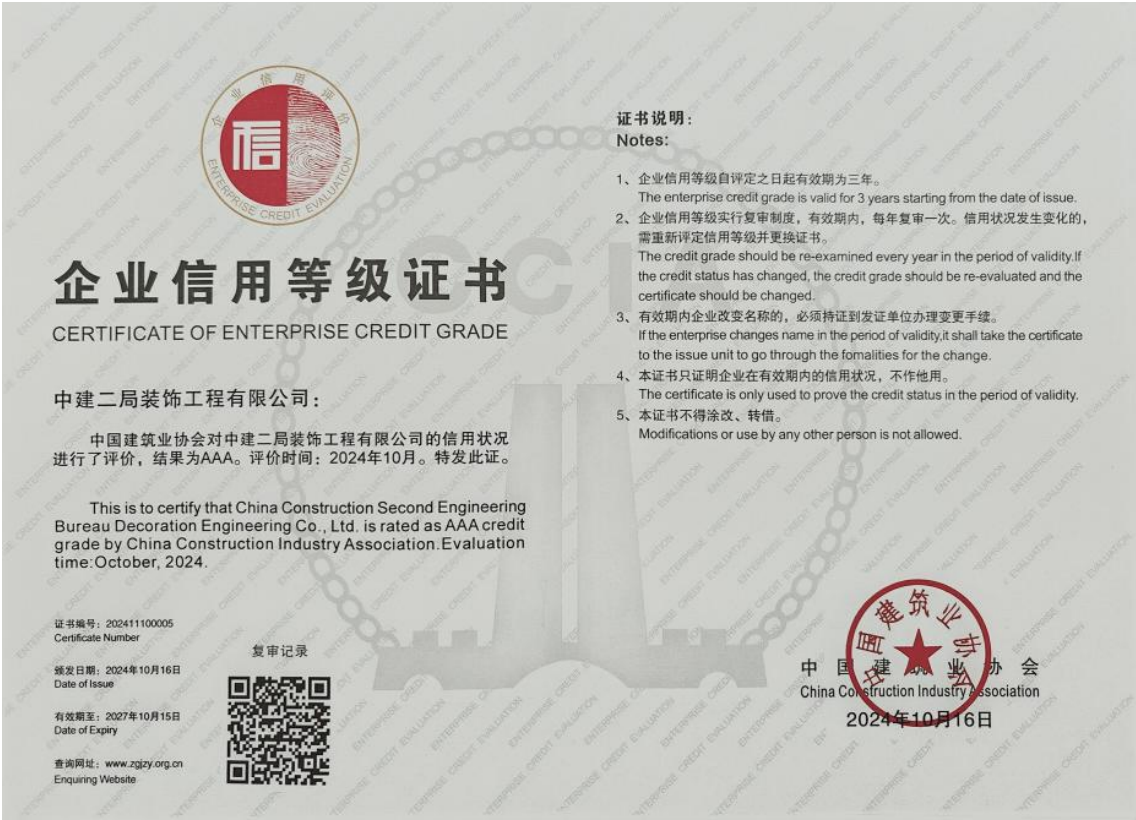 企业信用评价
信
ENTERPRISE CREDIT EVALUATION
企业信用等级证书
CERTIFICATE OF ENTERPRISE CREDIT GRADE
中建二局装饰工程有限公司：
中国建筑业协会对中建二局装饰工程有限公司的信用状况
进行了评价，结果为AAA。评价时间：2024年10月。特发此证。
This is to certify that China Construction Second Engineering
Bureau Decoration Engineering Co., Ltd. is rated as AAA credit
grade by China Construction Industry Association.Evaluation
time:October, 2024.
证书编号：202411100005
Certificate Number
颁发日期：2024年10月16日
Date of Issue
有效期至：2027年10月15日
Date of Expiry
查询网址：www.zgjzy.org.cn
Enquiring Website
复审记录
证书说明：
Notes:
1、企业信用等级自评定之日起有效期为三年。
The enterprise credit grade is valid for 3 years starting from the date of issue.
2、企业信用等级实行复审制度，有效期内，每年复审一次。信用状况发生变化的，
需重新评定信用等级并更换证书。
The credit grade should be re-examined every year in the period of validity.If
the credit status has changed, the credit grade should be re-evaluated and the
certificate should be changed.
3、有效期内企业改变名称的，必须持证到发证单位办理变更手续。
If the enterprise changes name in the period of validity,it shall take the certificate
to the issue unit to go through the fomalities for the change.
4、本证书只证明企业在有效期内的信用状况，不作他用。
The certificate is only used to prove the credit status in the period of validity.
5、本证书不得涂改、转借。
Modifications or use by any other person is not allowed.
中国建筑业协会
中国建筑业协会
China Construction Industry Association
2024年10月16日